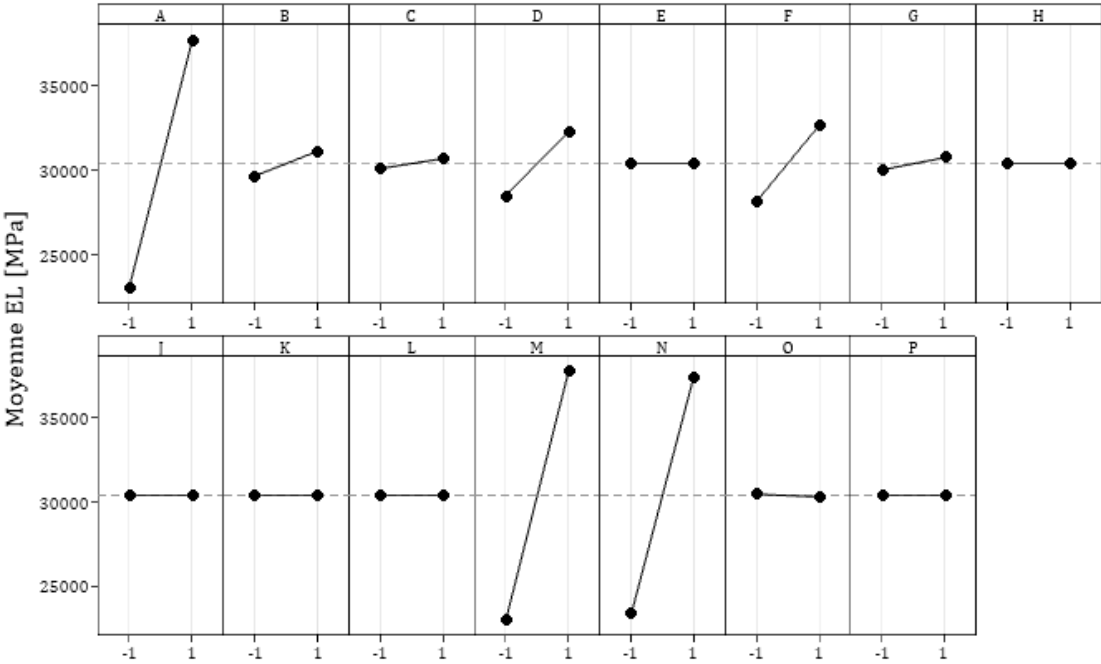 A B C D E F G H
35000
30000
25000
-1 1 -1 1 -1 1 -1 1 -1 1 -1 1 -1 1 -1 1
Moyenne EL [MPa]
J K L M N O P
35000
30000
25000
-1 1 -1 1 -1 1 -1 1 -1 1 -1 1 -1 1